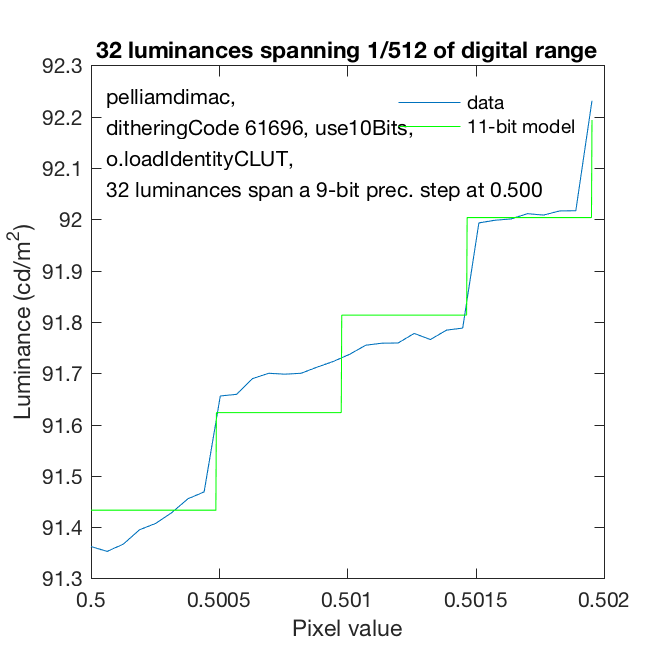 32 luminances spanning 1/512 of digital range
pelliamdimac,
ditheringCode 61696, use10Bits,
o.loadIdentityCLUT,
32 luminances span a 9-bit prec. step at 0.500
data
11-bit model
Luminance (cd/m2)
92.3
92.2
92.1
92
91.9
91.8
91.7
91.6
91.5
91.4
91.3
0.5 0.5005 0.501 0.5015 0.502
Pixel value